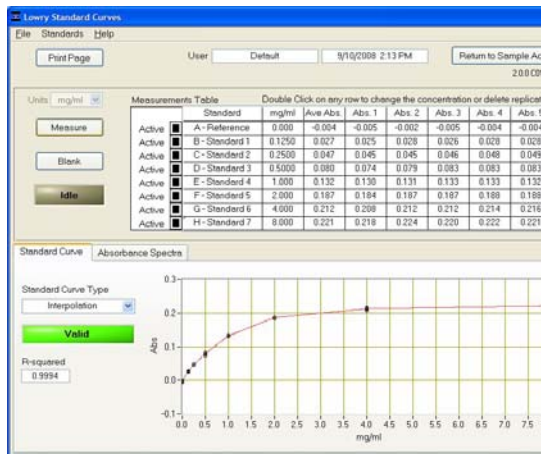 Lowry Standard Curves
File Standards Help
Print Page User Default 9/10/2008 2:13 PM Return to Sample Ac
2.0.0 C0
Units mg/ml Measurements Table Double Click on any row to change the concentration or delete replicat
Standard mg/ml Ave Abs. Abs. 1 Abs. 2 Abs. 3 Abs. 4 Abs.
Active A - Reference 0.000 -0.004 -0.005 -0.002 -0.005 -0.004 -0.004
Measure
Active B - Standard 1 0.1250 0.027 0.025 0.028 0.026 0.028 0.028
Active C - Standard 2 0.2500 0.047 0.045 0.045 0.046 0.048 0.049
Blank
Active D - Standard 3 0.5000 0.080 0.074 0.079 0.083 0.083 0.083
Active E - Standard 4 1.000 0.132 0.130 0.131 0.133 0.133 0.132
Idle
Active F - Standard 5 2.000 0.187 0.184 0.187 0.187 0.188 0.188
Active G - Standard 6 4.000 0.212 0.208 0.212 0.212 0.214 0.216
Active H - Standard 7 8.000 0.221 0.218 0.224 0.220 0.222 0.221
Standard Curve Absorbance Spectra
Standard Curve Type
Interpolation
Valid
R-squared
0.9994
0.3
0.2
0.1
0.0
-0.1
Abs
0.0 0.5 1.0 1.5 2.0 2.5 3.0 3.5 4.0 4.5 5.0 5.5 6.0 6.5 7.0 7.5
mg/ml